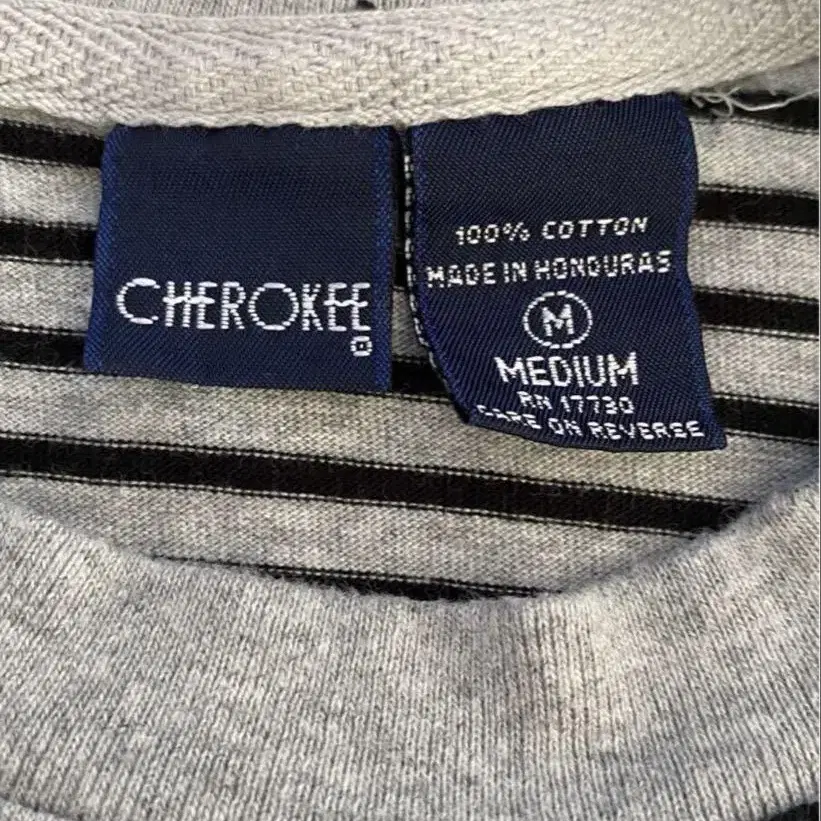 CHEROKEE
®
100% COTTON
MADE IN HONDURAS
M
MEDIUM
RN 17730
CARE ON REVERSE